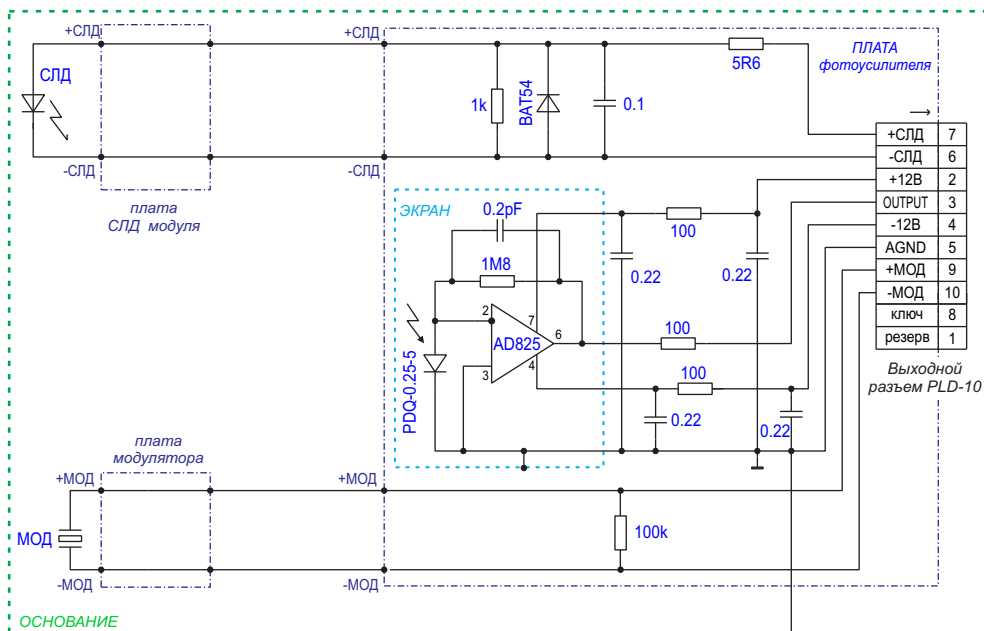 +СЛД
+СЛД
ПЛАТА
фотоусилителя
5R6
СЛД
1k
BAT54
0.1
→
+СЛД 7
-СЛД 6
+12В 2
OUTPUT 3
-12В 4
AGND 5
+МОД 9
-МОД 10
ключ 8
резерв 1
Выходной
разъем PLD-10
-СЛД
-СЛД
плата
СЛД модуля
ЭКРАН
0.2pF
1M8
100
0.22
0.22
2
7
AD825
6
3
4
PDQ-0.25-5
100
100
0.22
0.22
плата
модулятора
+МОД
+МОД
МОД
100k
-МОД
-МОД
ОСНОВАНИЕ